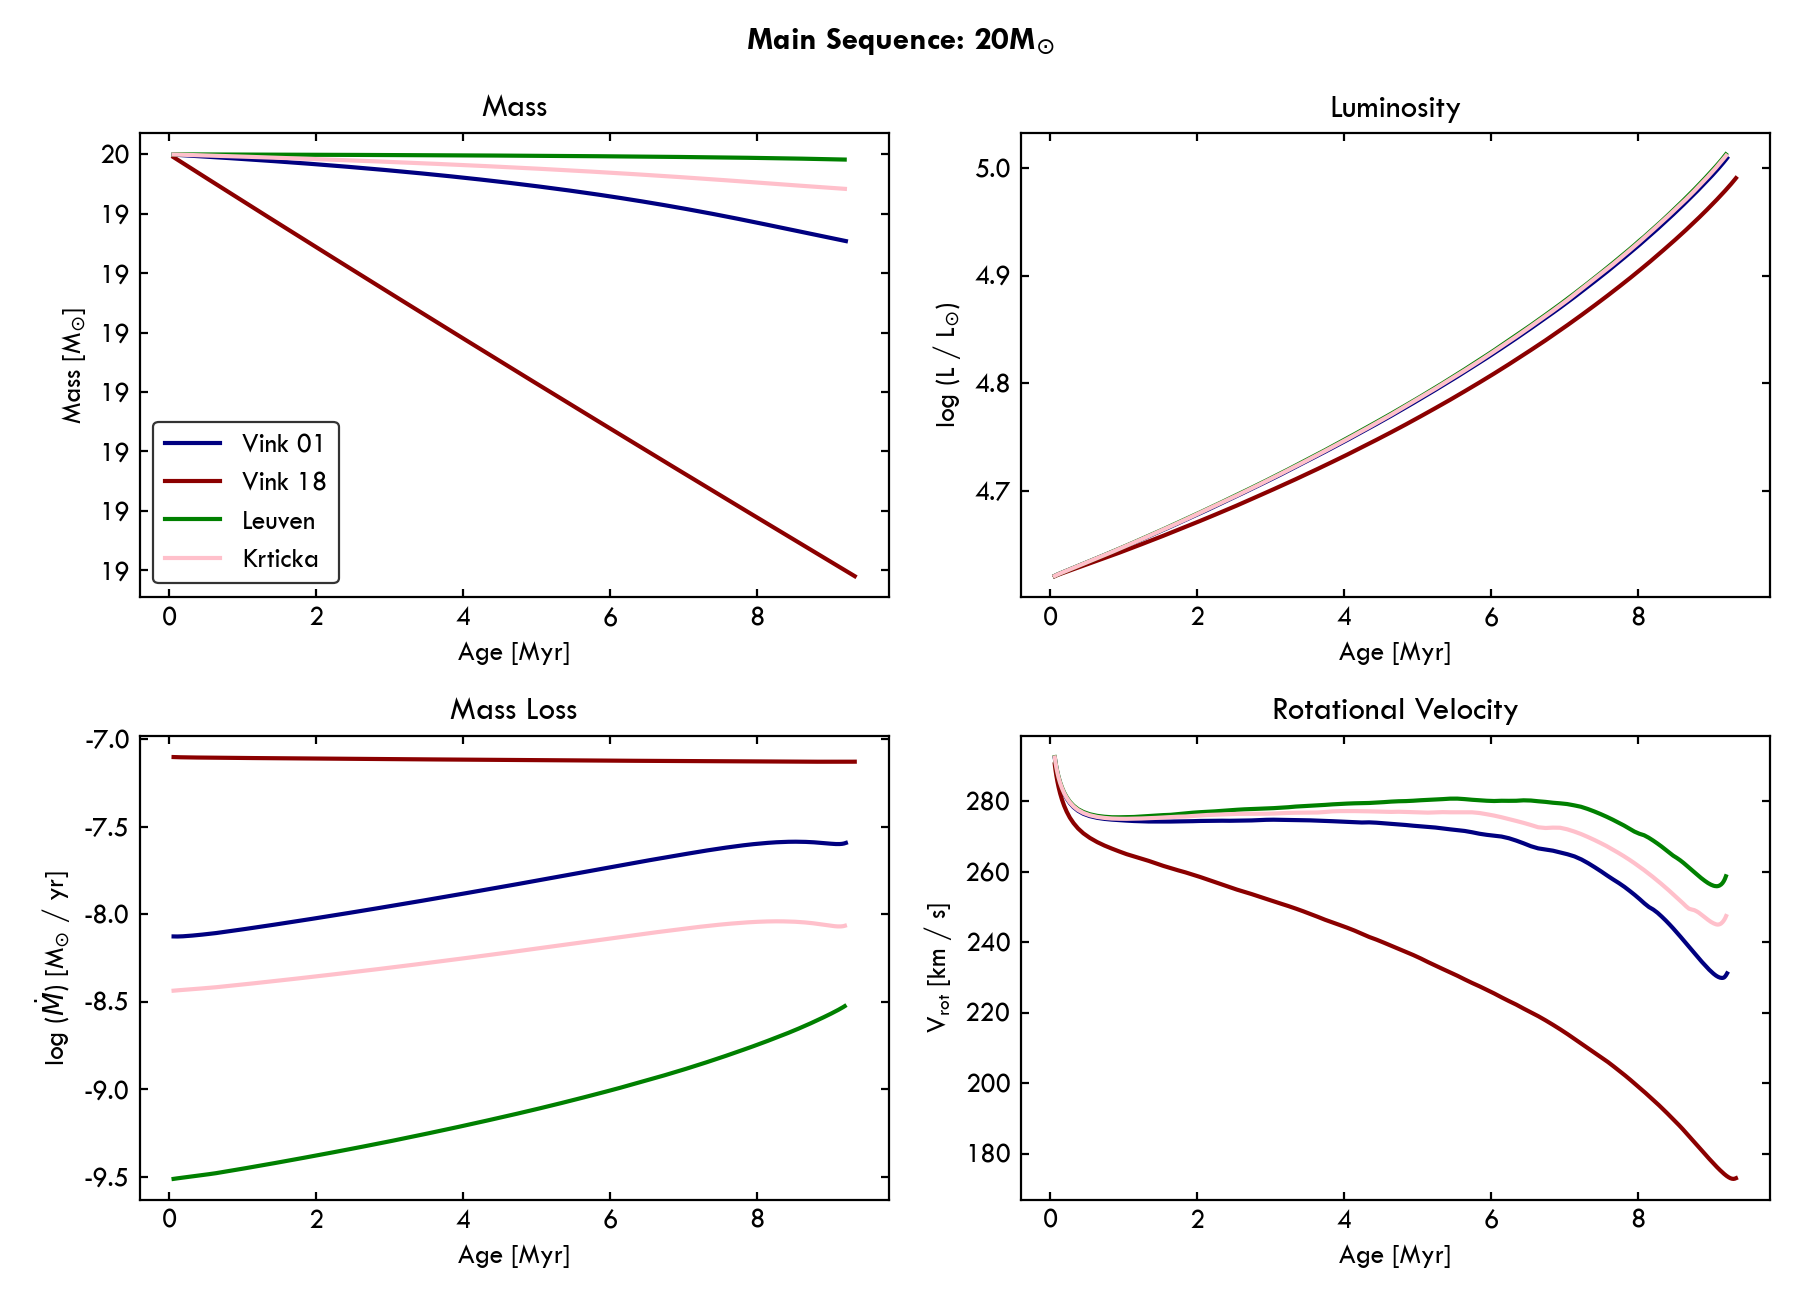 Main Sequence: 20M☉
Mass
20
19
19
19
19
19
19
19
Mass [M☉]
Vink 01
Vink 18
Leuven
Krticka
0 2 4 6 8
Age [Myr]
Luminosity
5.0
4.9
4.8
4.7
log (L / L☉)
0 2 4 6 8
Age [Myr]
Mass Loss
-7.0
-7.5
-8.0
-8.5
-9.0
-9.5
log (Ṁ) [M☉ / yr]
0 2 4 6 8
Age [Myr]
Rotational Velocity
280
260
240
220
200
180
Vrot [km / s]
0 2 4 6 8
Age [Myr]